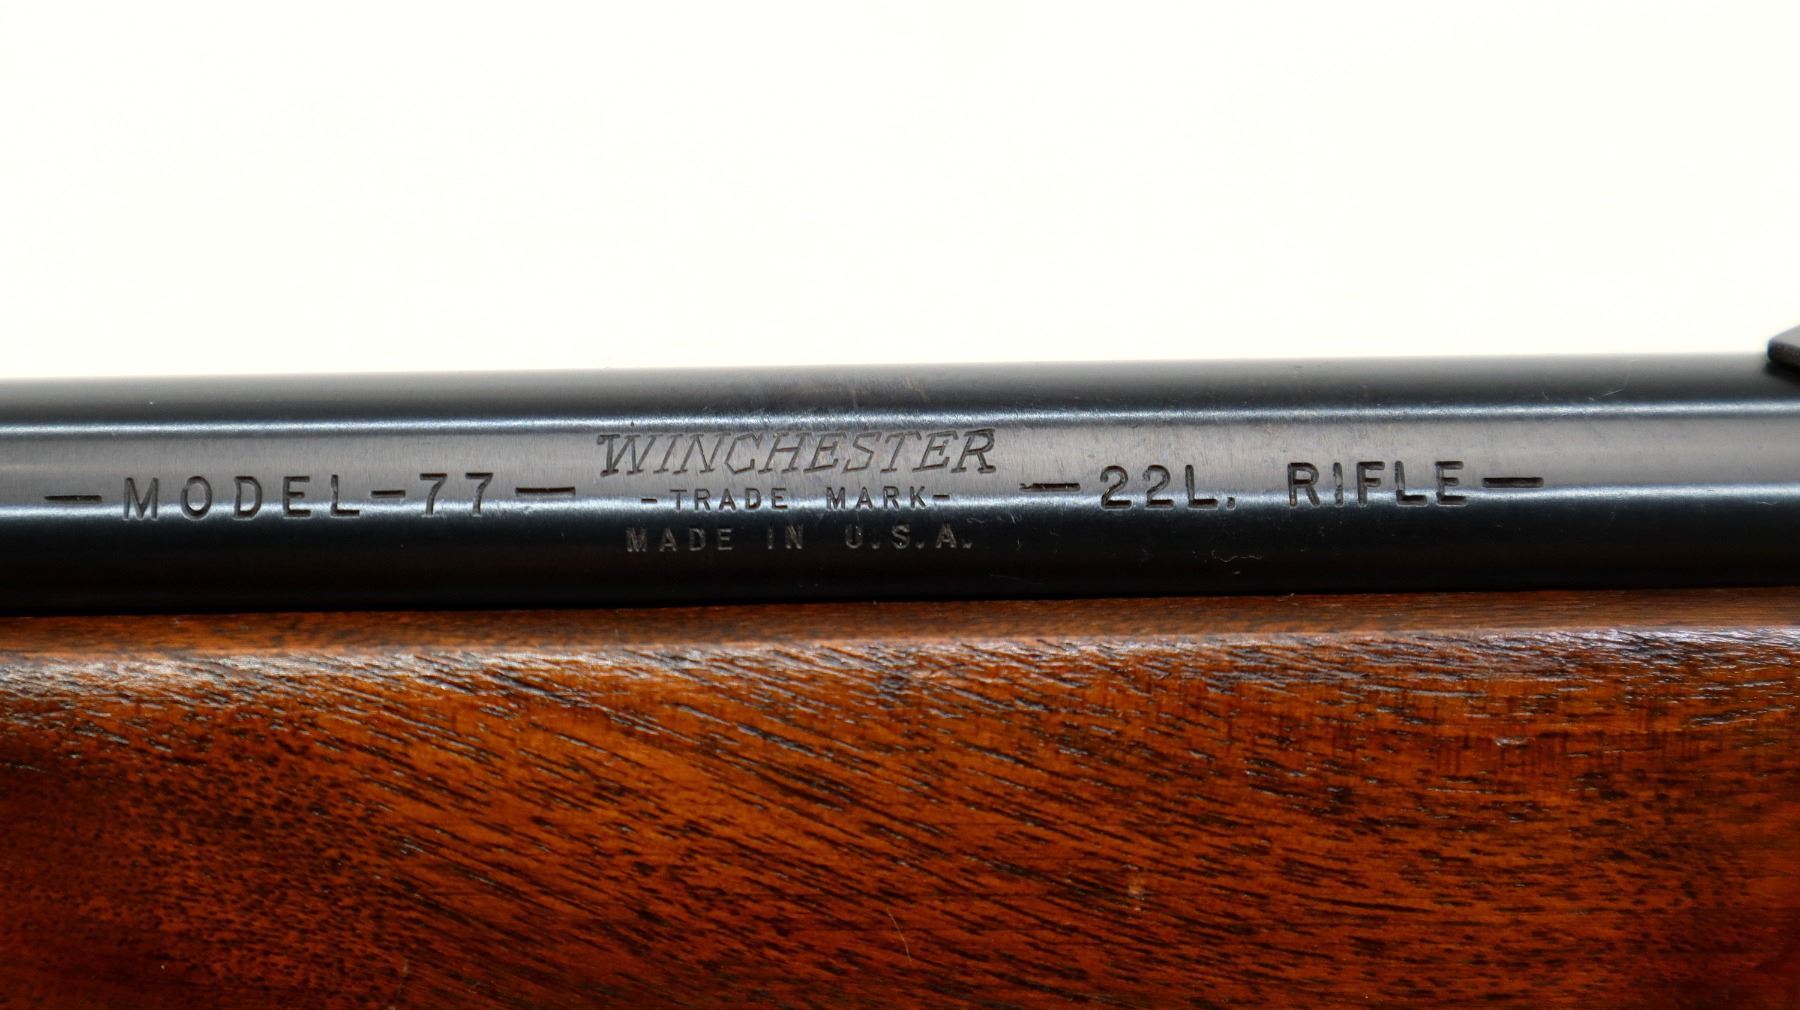 —MODEL-77— WINCHESTER —22L. RIFLE—
-TRADE MARK-
MADE IN U.S.A.